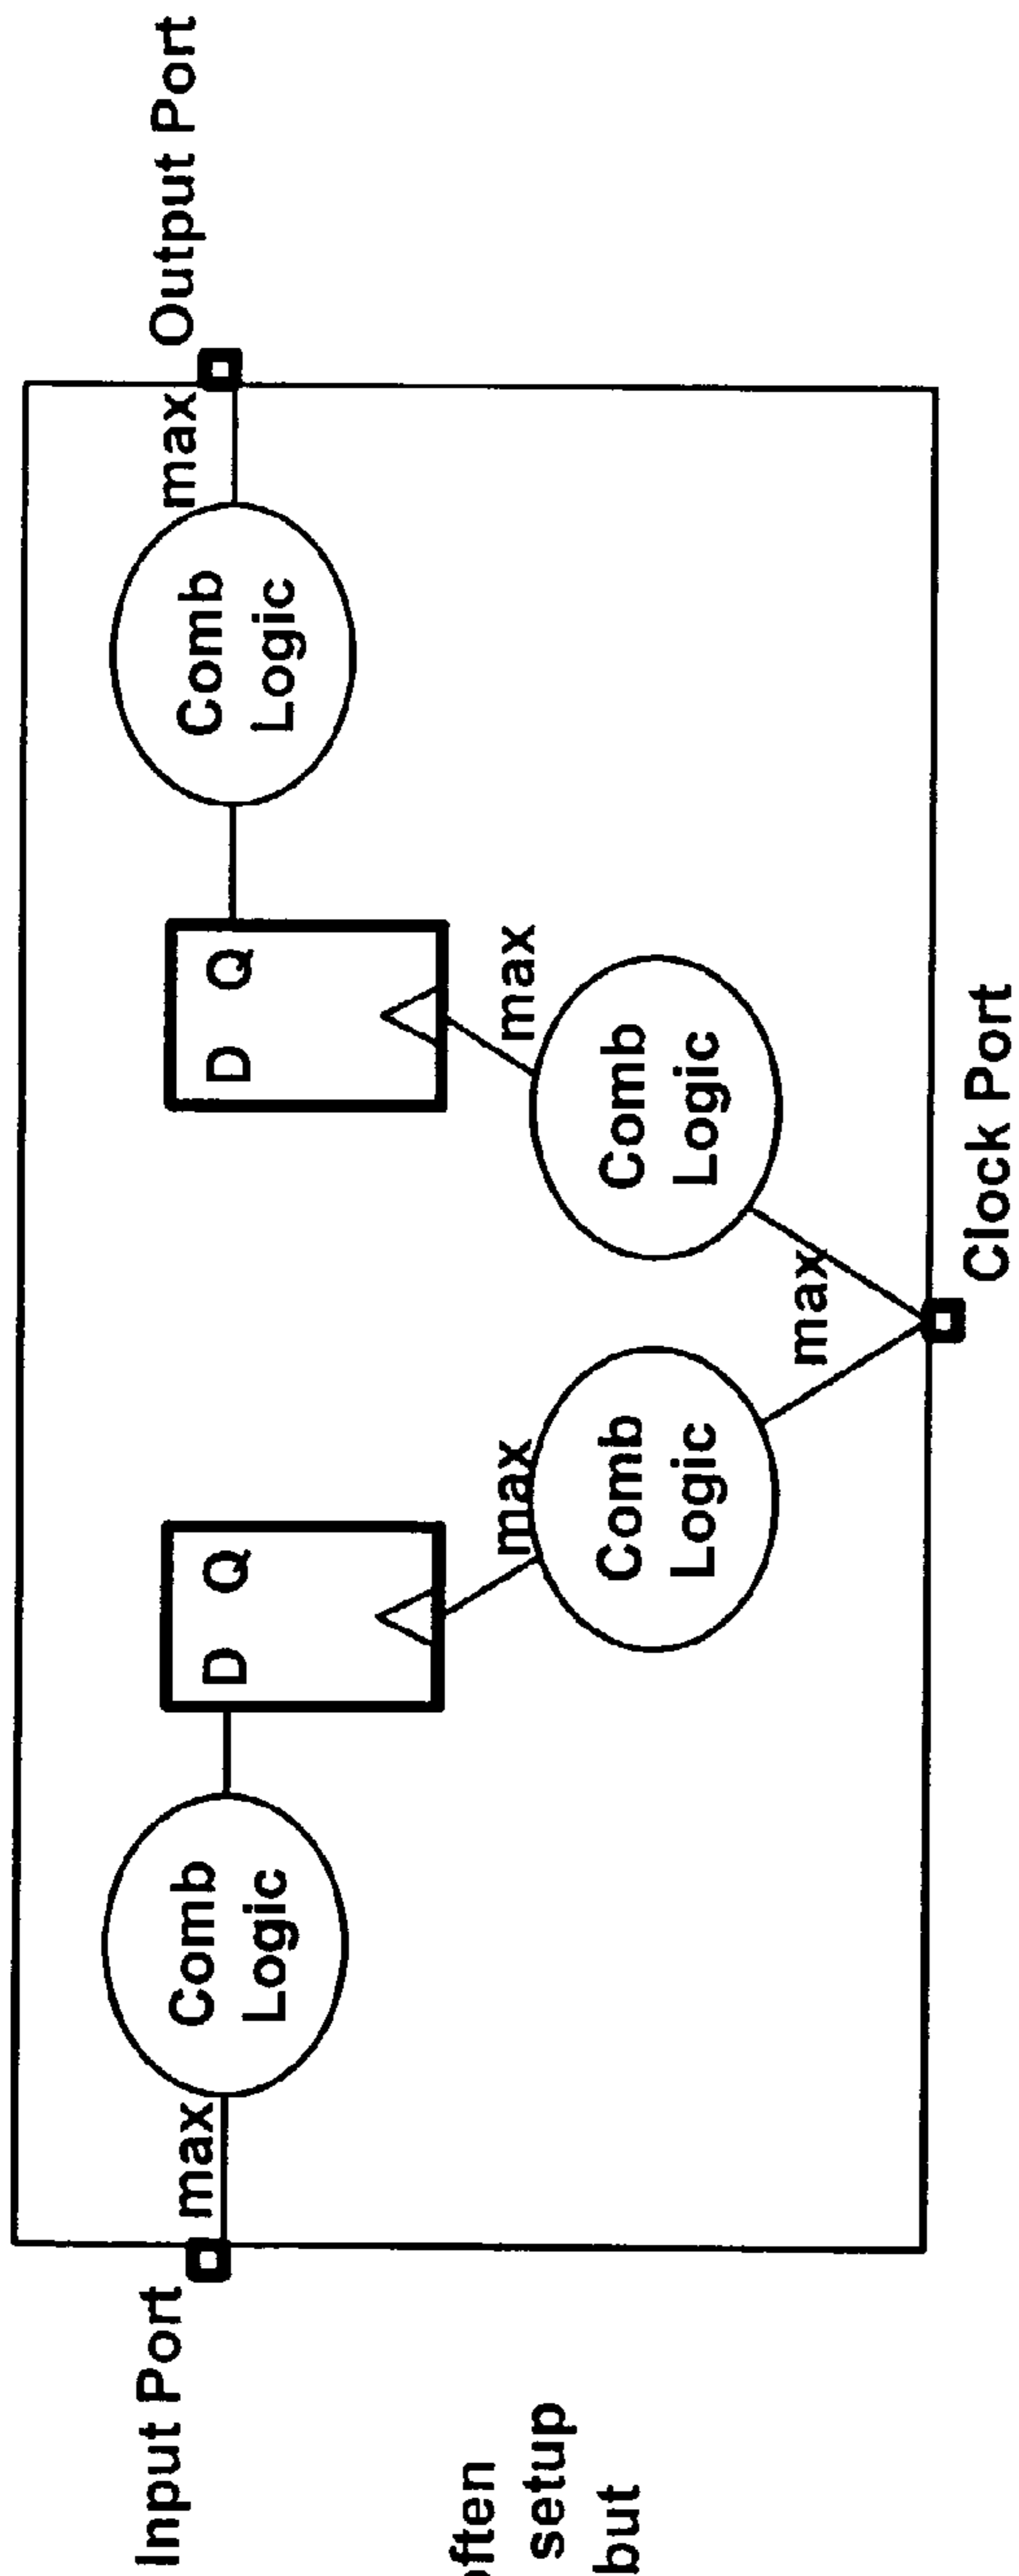 Input Port
max
Comb
Logic
D Q
max
Comb
Logic
max
Clock Port
Comb
Logic
max
D Q
Comb
Logic
max
Output Port
often
setup
but